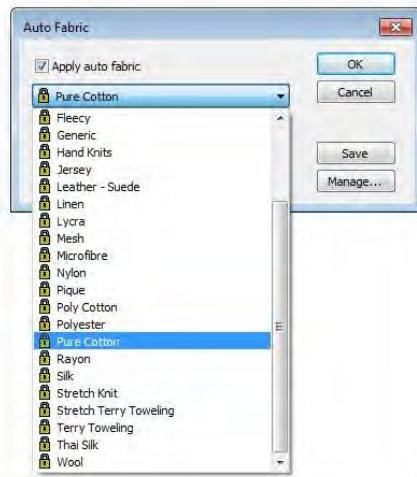 Auto Fabric
Apply auto fabric
OK
Pure Cotton
Cancel
Fleecy
Generic
Hand Knits
Save
Jersey
Leather - Suede
Manage...
Linen
Lycra
Mesh
Microfibre
Nylon
Pique
Poly Cotton
Polyester
Pure Cotton
Rayon
Silk
Stretch Knit
Stretch Terry Toweling
Terry Toweling
Thai Silk
Wool